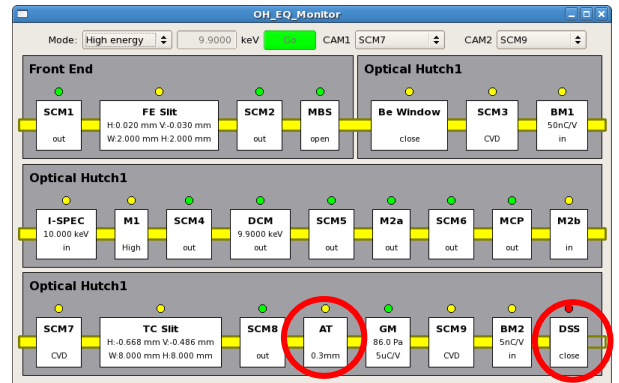 OH_EQ_Monitor
Mode: High energy 9.9000 keV Go CAM1 SCM7 CAM2 SCM9
Front End
SCM1
out
FE Slit
H:0.020 mm V:-0.030 mm
W:2.000 mm H:2.000 mm
SCM2
out
MBS
open
Optical Hutch1
Be Window
close
SCM3
CVD
BM1
50nC/V
in
Optical Hutch1
I-SPEC
10.000 keV
in
M1
High
SCM4
out
DCM
9.9000 keV
out
SCM5
out
M2a
out
SCM6
out
MCP
out
M2b
in
Optical Hutch1
SCM7
CVD
TC Slit
H:-0.668 mm V:-0.486 mm
W:8.000 mm H:8.000 mm
SCM8
out
AT
0.3mm
GM
86.0 Pa
5uC/V
SCM9
CVD
BM2
5nC/V
in
DSS
close